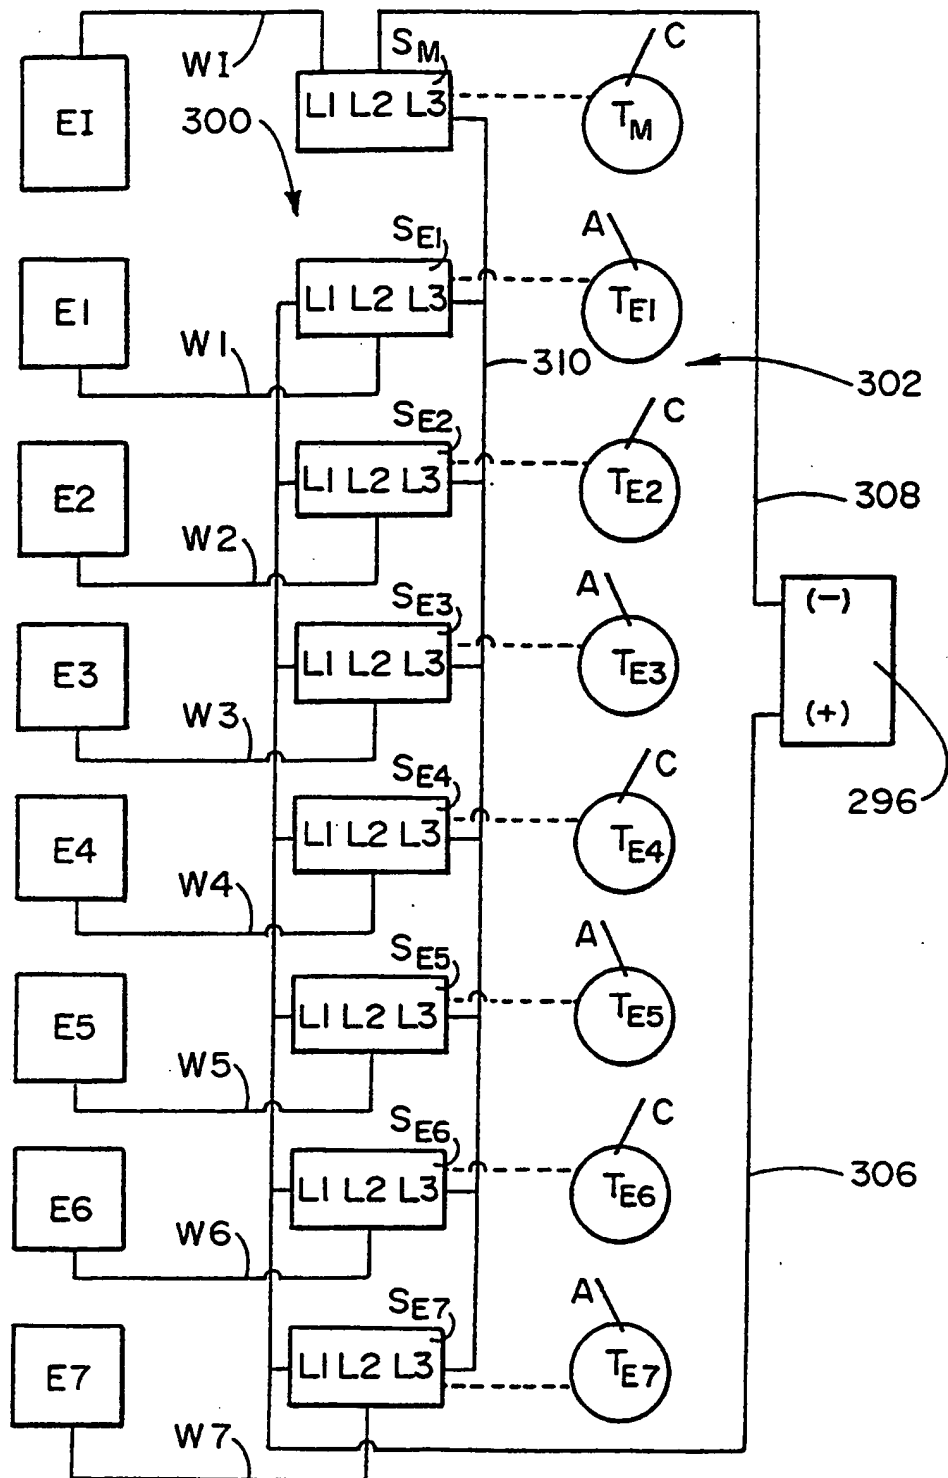 C
WI
SM
EI
L1 L2 L3
TM
300
A
SE1
E1
L1 L2 L3
TE1
W1
310
302
C
SE2
E2
L1 L2 L3
TE2
308
W2
A
SE3
(-)
E3
L1 L2 L3
TE3
W3
(+)
C
SE4
296
E4
L1 L2 L3
TE4
W4
A
SE5
E5
L1 L2 L3
TE5
W5
C
SE6
306
E6
L1 L2 L3
TE6
W6
A
SE7
E7
L1 L2 L3
TE7
W7